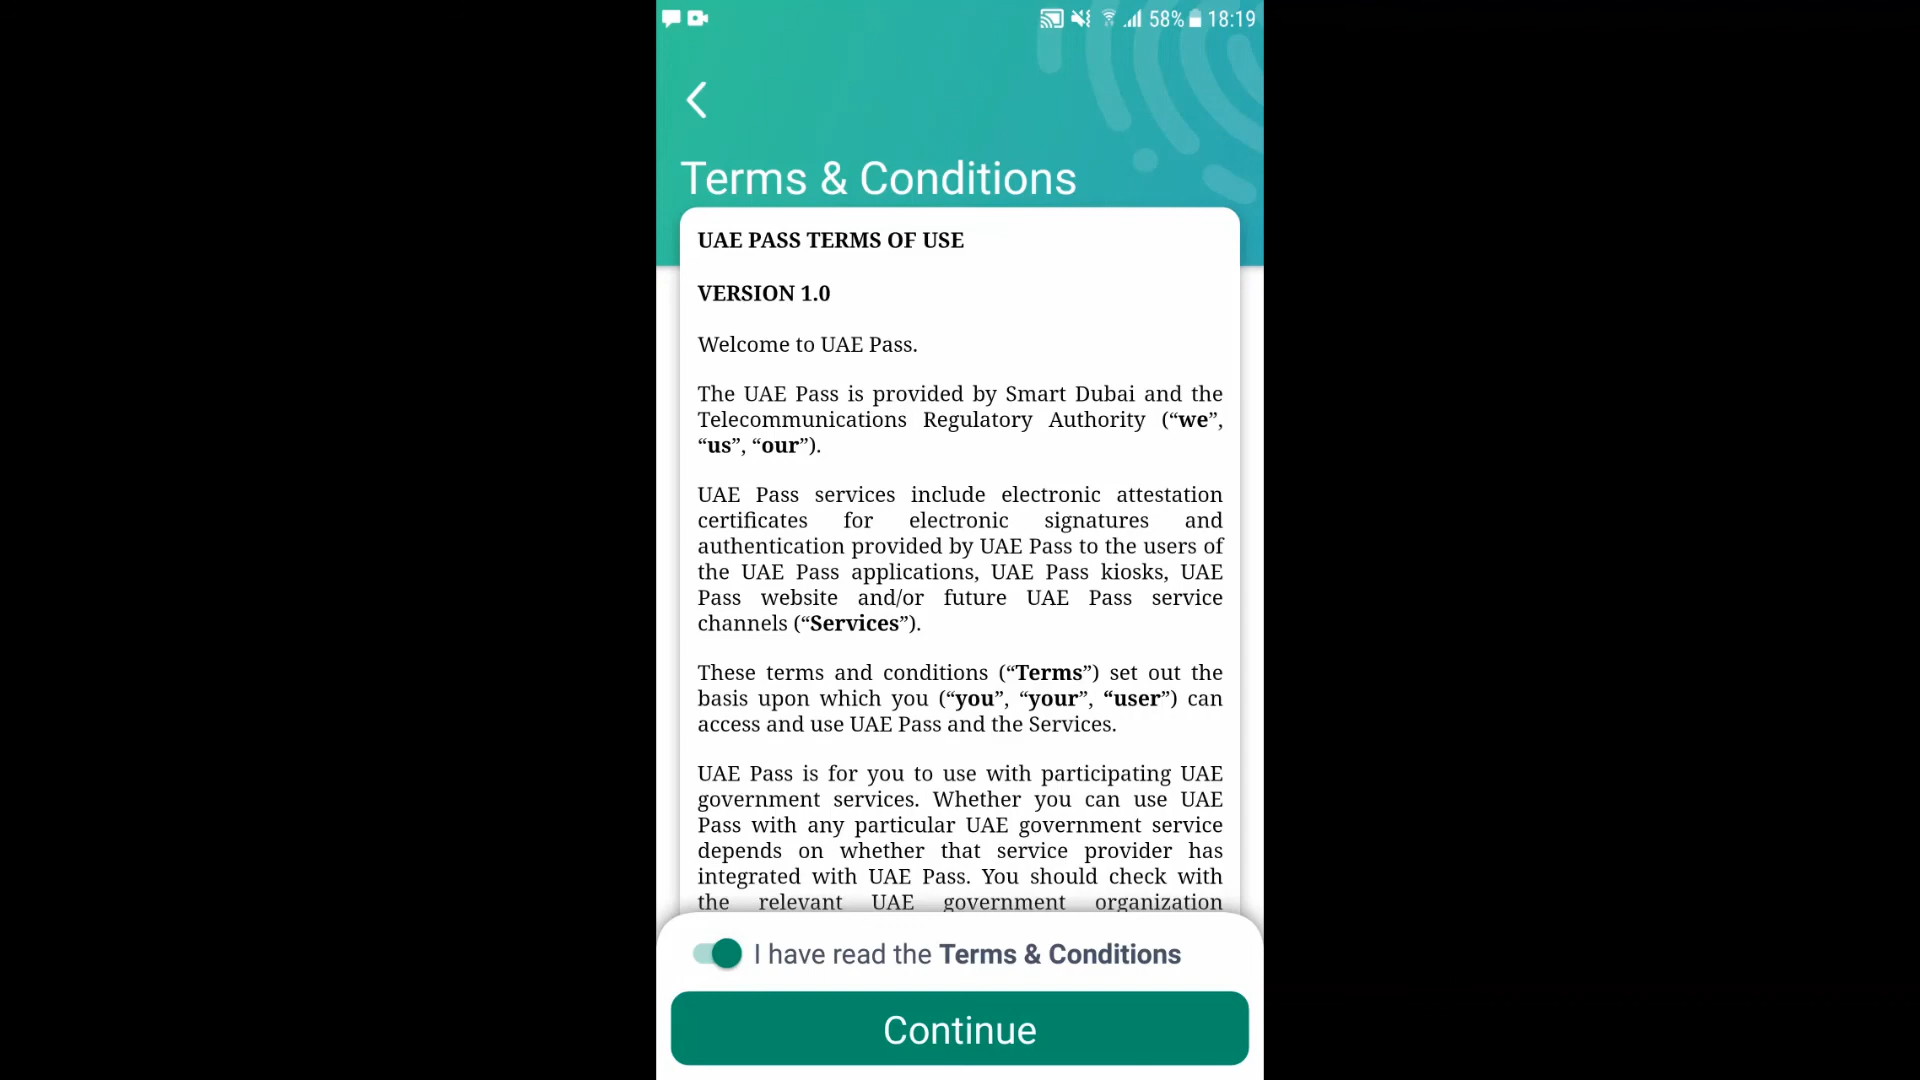 58% 18:19
Terms & Conditions
UAE PASS TERMS OF USE
VERSION 1.0
Welcome to UAE Pass.
The UAE Pass is provided by Smart Dubai and the
Telecommunications Regulatory Authority (“we”,
“us”, “our”).
UAE Pass services include electronic attestation
certificates for electronic signatures and
authentication provided by UAE Pass to the users of
the UAE Pass applications, UAE Pass kiosks, UAE
Pass website and/or future UAE Pass service
channels (“Services”).
These terms and conditions (“Terms”) set out the
basis upon which you (“you”, “your”, “user”) can
access and use UAE Pass and the Services.
UAE Pass is for you to use with participating UAE
government services. Whether you can use UAE
Pass with any particular UAE government service
depends on whether that service provider has
integrated with UAE Pass. You should check with
the relevant UAE government organization
I have read the Terms & Conditions
Continue